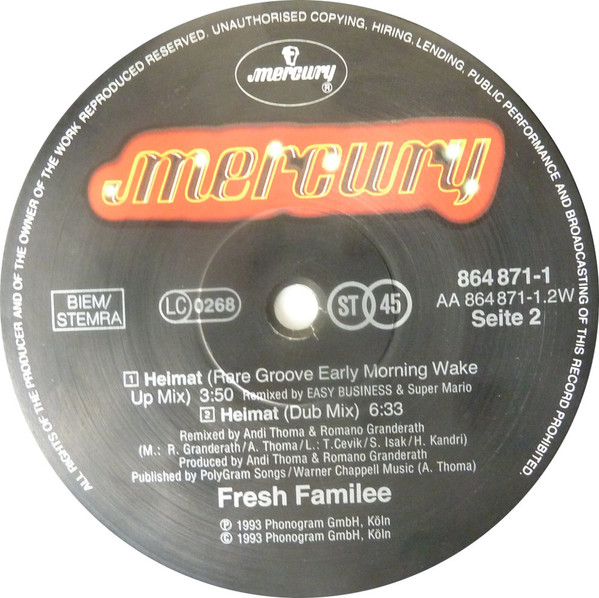 ALL RIGHTS OF THE PRODUCER AND OF THE OWNER OF THE WORK REPRODUCED RESERVED. UNAUTHORISED COPYING, HIRING, LENDING, PUBLIC PERFORMANCE AND BROADCASTING OF THIS RECORD PROHIBITED.
mercury
®
mercury
BIEM/
STEMRA
LC 0268
ST 45
864 871-1
AA 864 871-1.2W
Seite 2
1 Heimat (Rare Groove Early Morning Wake
Up Mix) 3:50 Remixed by EASY BUSINESS & Super Mario
2 Heimat (Dub Mix) 6:33
Remixed by Andi Thoma & Romano Granderath
(M.: R. Granderath/A. Thoma/L.: T.Cevik/S. Isak/H. Kandri)
Produced by Andi Thoma & Romano Granderath
Published by PolyGram Songs/Warner Chappell Music (A. Thoma)
Fresh Familee
℗ 1993 Phonogram GmbH, Köln
© 1993 Phonogram GmbH, Köln